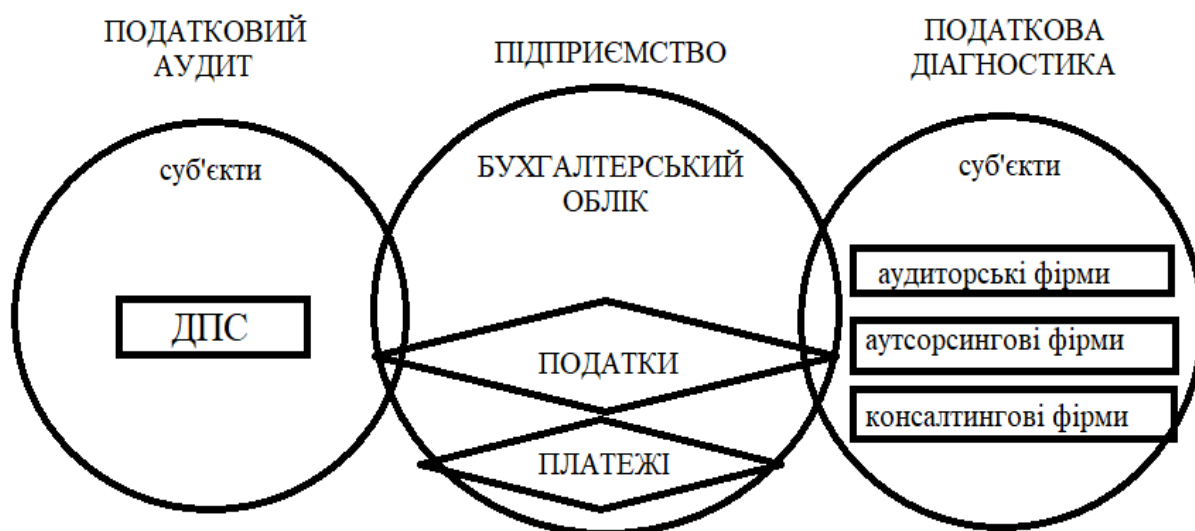 ПОДАТКОВИЙ
АУДИТ
суб'єкти
ДПС
ПІДПРИЄМСТВО
БУХГАЛТЕРСЬКИЙ
ОБЛІК
ПОДАТКИ
ПЛАТЕЖІ
ПОДАТКОВА
ДІАГНОСТИКА
суб'єкти
аудиторські фірми
аутсорсингові фірми
консалтингові фірми